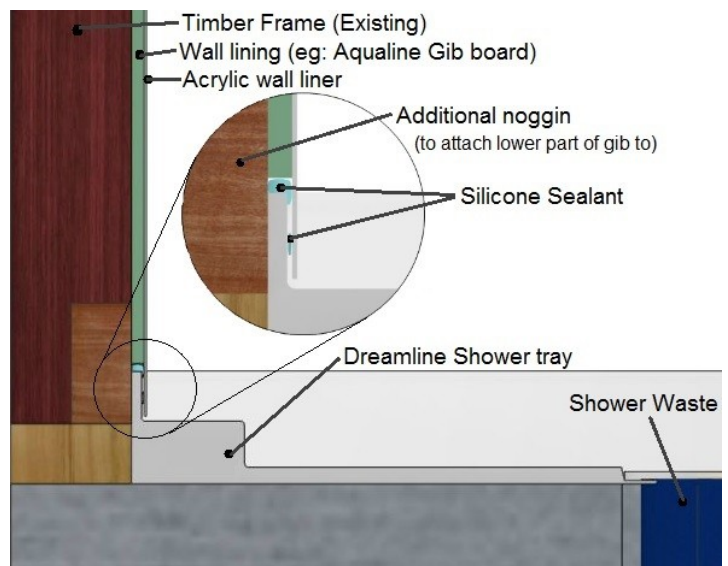 Timber Frame (Existing)
Wall lining (eg: Aqualine Gib board)
Acrylic wall liner
Additional noggin
(to attach lower part of gib to)
Silicone Sealant
Dreamline Shower tray
Shower Waste